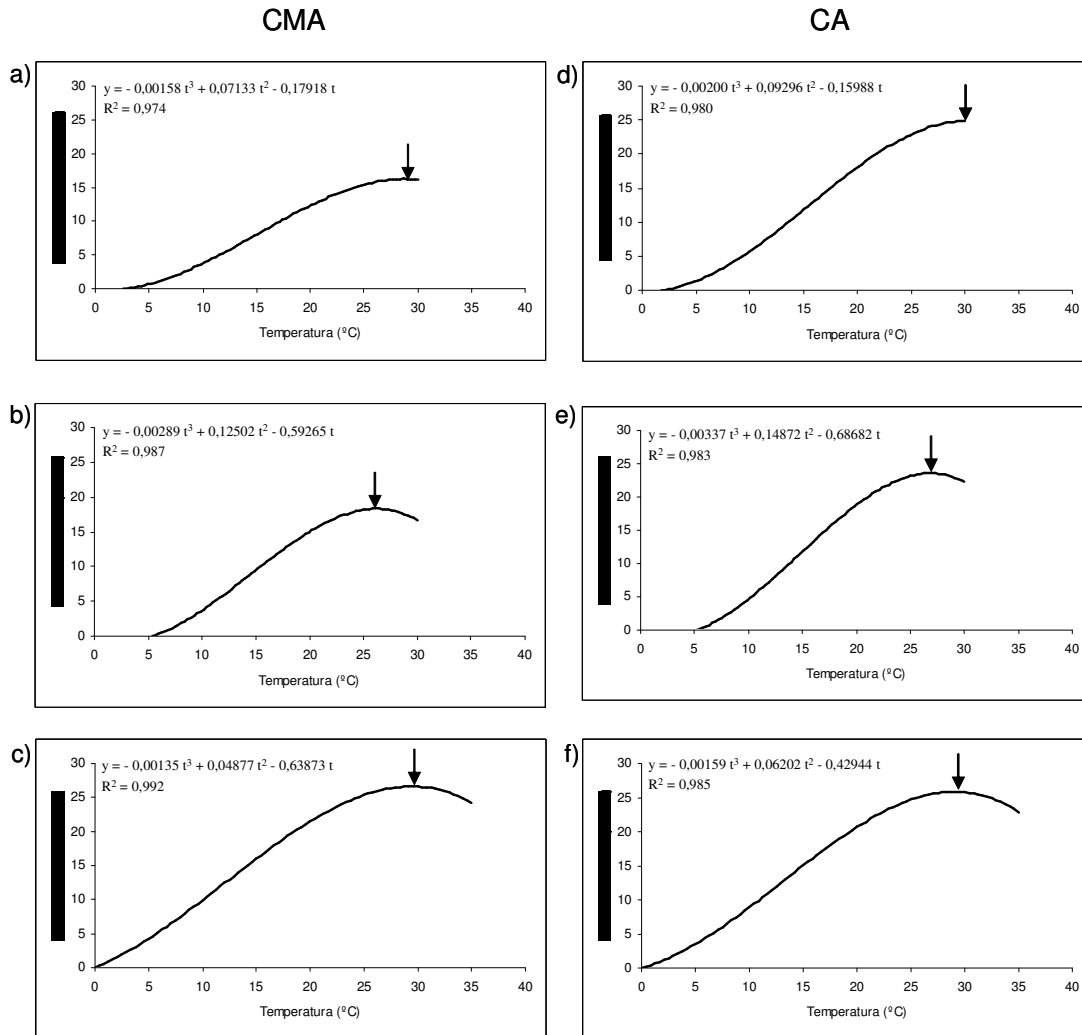 CMA
CA
a)
y = - 0,00158 t³ + 0,07133 t² - 0,17918 t
R² = 0,974
30
25
20
15
10
5
0
0 5 10 15 20 25 30 35 40
Temperatura (ºC)
d)
y = - 0,00200 t³ + 0,09296 t² - 0,15988 t
R² = 0,980
30
25
20
15
10
5
0
0 5 10 15 20 25 30 35 40
Temperatura (ºC)
b)
y = - 0,00289 t³ + 0,12502 t² - 0,59265 t
R² = 0,987
30
25
20
15
10
5
0
0 5 10 15 20 25 30 35 40
Temperatura (ºC)
e)
y = - 0,00337 t³ + 0,14872 t² - 0,68682 t
R² = 0,983
30
25
20
15
10
5
0
0 5 10 15 20 25 30 35 40
Temperatura (ºC)
c)
y = - 0,00135 t³ + 0,04877 t² - 0,63873 t
R² = 0,992
30
25
20
15
10
5
0
0 5 10 15 20 25 30 35 40
Temperatura (ºC)
f)
y = - 0,00159 t³ + 0,06202 t² - 0,42944 t
R² = 0,985
30
25
20
15
10
5
0
0 5 10 15 20 25 30 35 40
Temperatura (ºC)